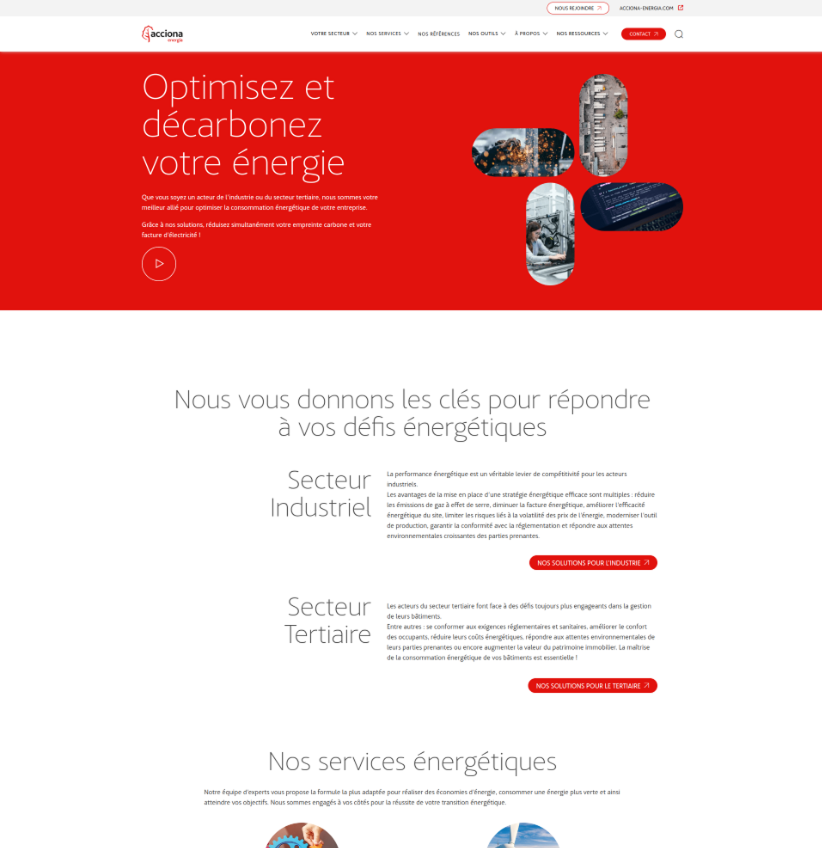 NOUS REJOINDRE
ACCIONA-ENERGIA.COM
acciona
energía
VOTRE SECTEUR
NOS SERVICES
NOS RÉFÉRENCES
NOS OUTILS
À PROPOS
NOS RESSOURCES
CONTACT
Optimisez et
décarbonez
votre énergie
Que vous soyez un acteur de l'industrie ou du secteur tertiaire, nous sommes votre
meilleur allié pour optimiser la consommation énergétique de votre entreprise.
Grâce à nos solutions, réduisez simultanément votre empreinte carbone et votre
facture d'électricité !
Nous vous donnons les clés pour répondre
à vos défis énergétiques
Secteur
Industriel
La performance énergétique est un véritable levier de compétitivité pour les acteurs
industriels.
Les avantages de la mise en place d'une stratégie énergétique efficace sont multiples : réduire
les émissions de gaz à effet de serre, diminuer la facture énergétique, améliorer l'efficacité
énergétique du site, limiter les risques liés à la volatilité des prix de l'énergie, moderniser l'outil
de production, garantir la conformité avec la réglementation et répondre aux attentes
environnementales croissantes des parties prenantes.
NOS SOLUTIONS POUR L'INDUSTRIE
Secteur
Tertiaire
Les acteurs du secteur tertiaire font face à des défis toujours plus engageants dans la gestion
de leurs bâtiments.
Entre autres : se conformer aux exigences réglementaires et sanitaires, améliorer le confort
des occupants, réduire leurs coûts énergétiques, répondre aux attentes environnementales de
leurs parties prenantes ou encore augmenter la valeur du patrimoine immobilier. La maîtrise
de la consommation énergétique de vos bâtiments est essentielle !
NOS SOLUTIONS POUR LE TERTIAIRE
Nos services énergétiques
Notre équipe d'experts vous propose la formule la plus adaptée pour réaliser des économies d'énergie, consommer une énergie plus verte et ainsi
atteindre vos objectifs. Nous sommes engagés à vos côtés pour la réussite de votre transition énergétique.